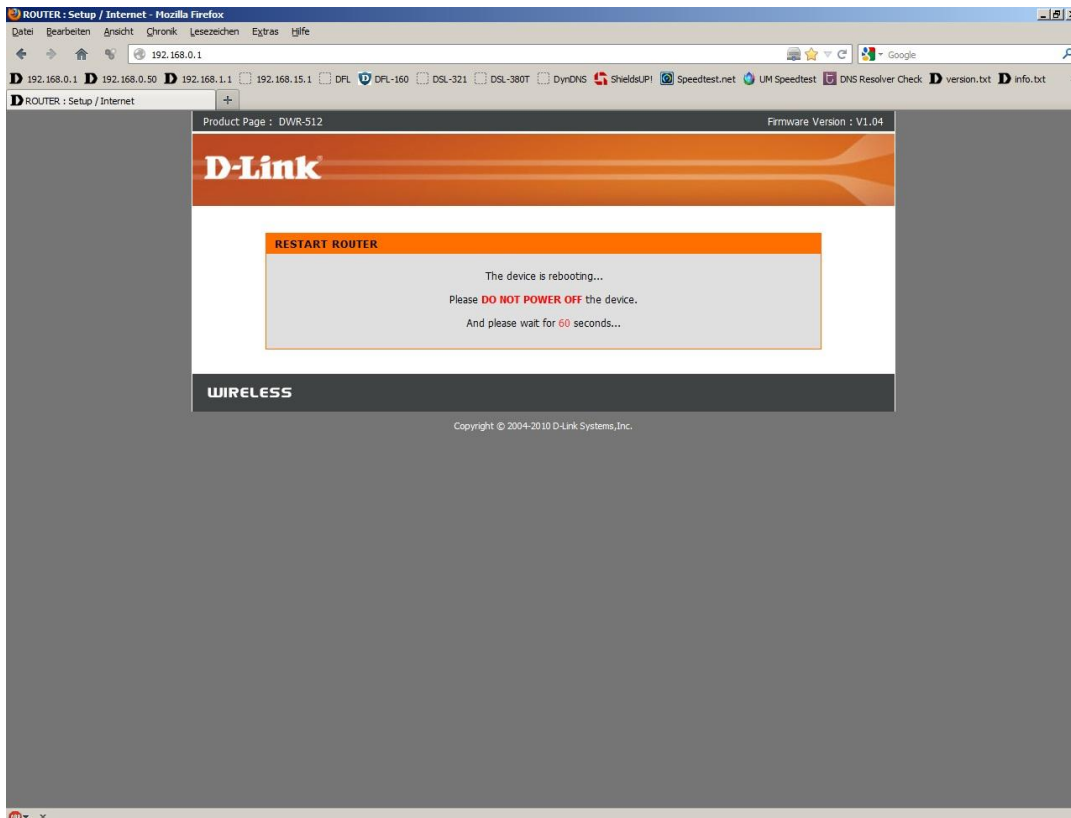 ROUTER : Setup / Internet - Mozilla Firefox
Datei Bearbeiten Ansicht Chronik Lesezeichen Extras Hilfe
192.168.0.1 Google
192.168.0.1 192.168.0.50 192.168.1.1 192.168.15.1 DFL DFL-160 DSL-321 DSL-380T DynDNS ShieldsUP! Speedtest.net UM Speedtest DNS Resolver Check version.txt info.txt
ROUTER : Setup / Internet
Product Page : DWR-512 Firmware Version : V1.04
D-Link
RESTART ROUTER
The device is rebooting...
Please DO NOT POWER OFF the device.
And please wait for 60 seconds...
WIRELESS
Copyright © 2004-2010 D-Link Systems,Inc.